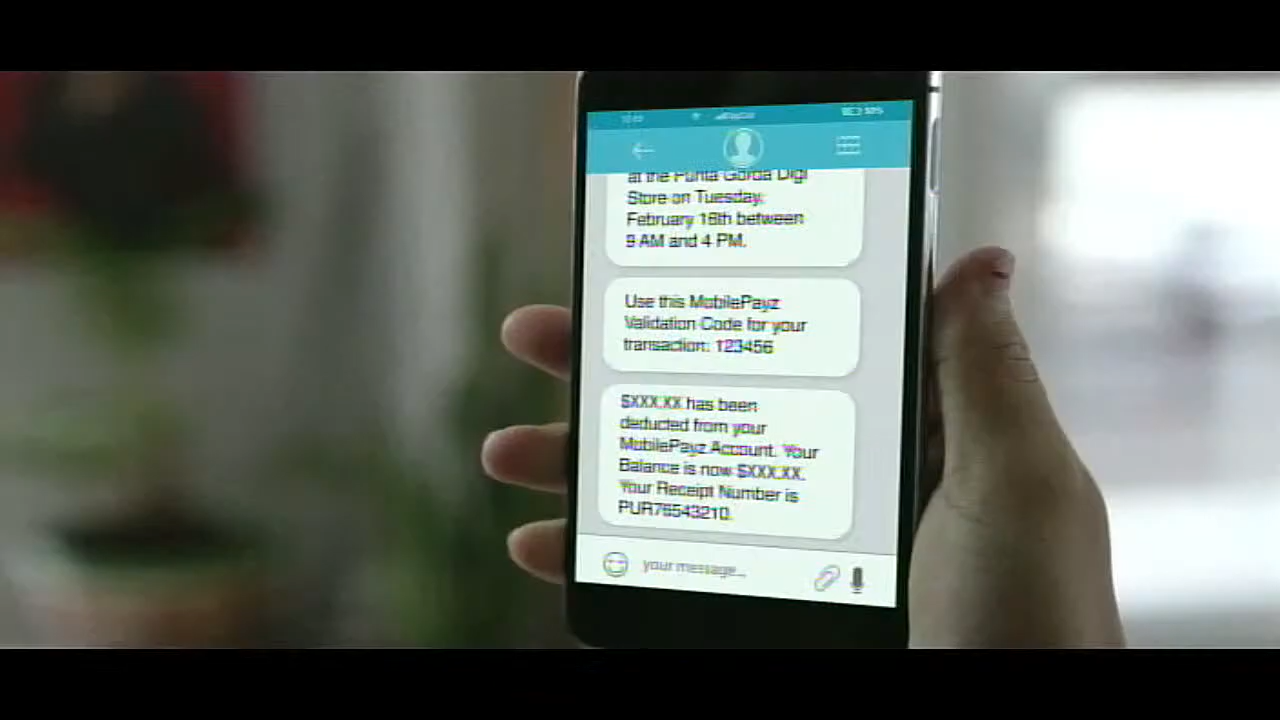 at the Punta Gorda Digi
Store on Tuesday,
February 16th between
9 AM and 4 PM.
Use this MobilePayz
Validation Code for your
transaction: 123456
$XXX.XX has been
deducted from your
MobilePayz Account. Your
Balance is now $XXX.XX.
Your Receipt Number is
PUR76543210.
your message...